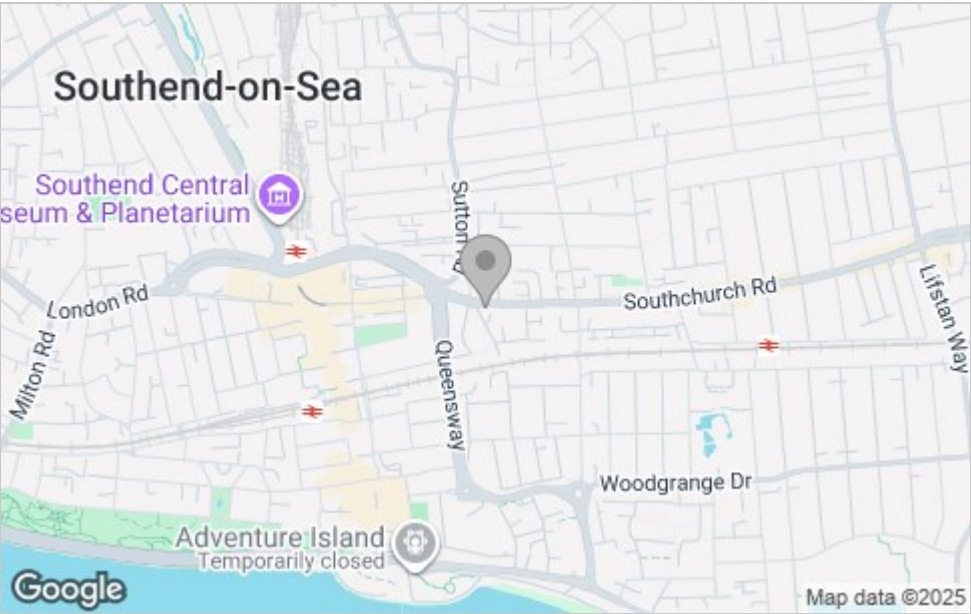 Southend-on-Sea
Southend Central
seum & Planetarium
Sutton Rd
London Rd
Southchurch Rd
Lifstan Way
Milton Rd
Queensway
Woodgrange Dr
Adventure Island
Temporarily closed
Google
Map data ©2025